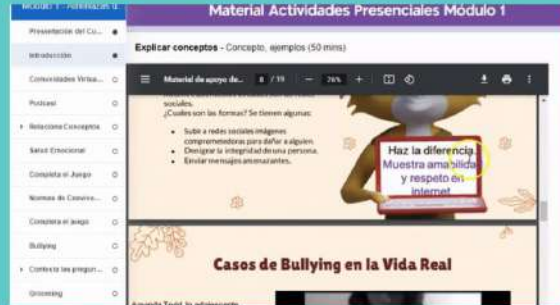 Módulo 1 - Amenazas d...
Material Actividades Presenciales Módulo 1
Presentación del Cu...
Introducción
Comunidades Virtua...
Podcast
Relaciona Conceptos
Salud Emocional
Completa el Juego
Normas de Convive...
Completa el juego
Bullying
Contesta las pregun...
Grooming
Explicar conceptos - Concepto, ejemplos (50 mins)
Material de apoyo de... 8 / 19 76%
sociales.
¿Cuales son las formas? Se tienen algunas:
Subir a redes sociales imágenes
comprometedoras para dañar a alguien.
Denigrar la integridad de una persona.
Enviar mensajes amenazantes.
Haz la diferencia.
Muestra amabilidad
y respeto en
internet
Casos de Bullying en la Vida Real
Amanda Todd, la adolescente